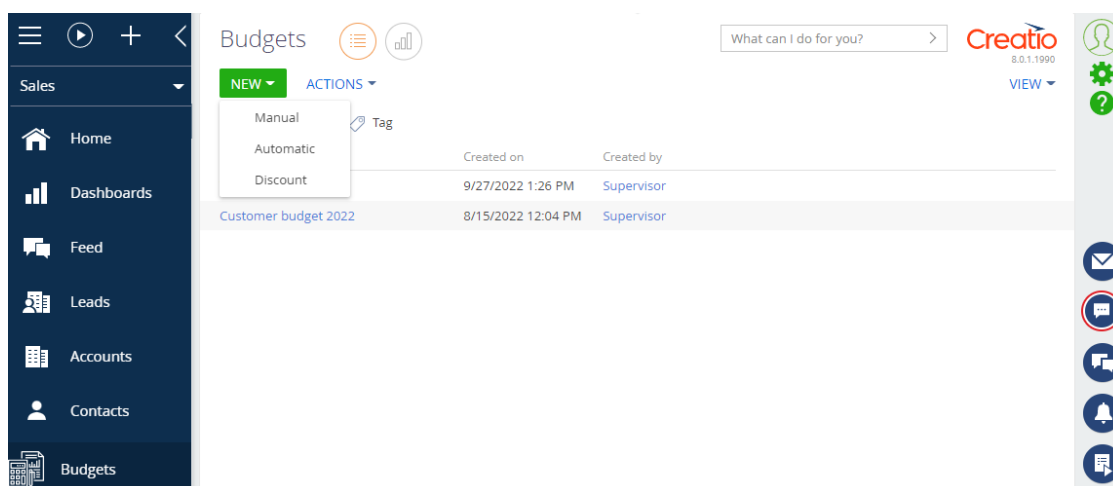 Budgets
What can I do for you?
Creatio
8.0.1.1990
Sales
NEW
ACTIONS
VIEW
Manual
Tag
Automatic
Discount
Created on
Created by
9/27/2022 1:26 PM
Supervisor
Customer budget 2022
8/15/2022 12:04 PM
Supervisor
Home
Dashboards
Feed
Leads
Accounts
Contacts
Budgets